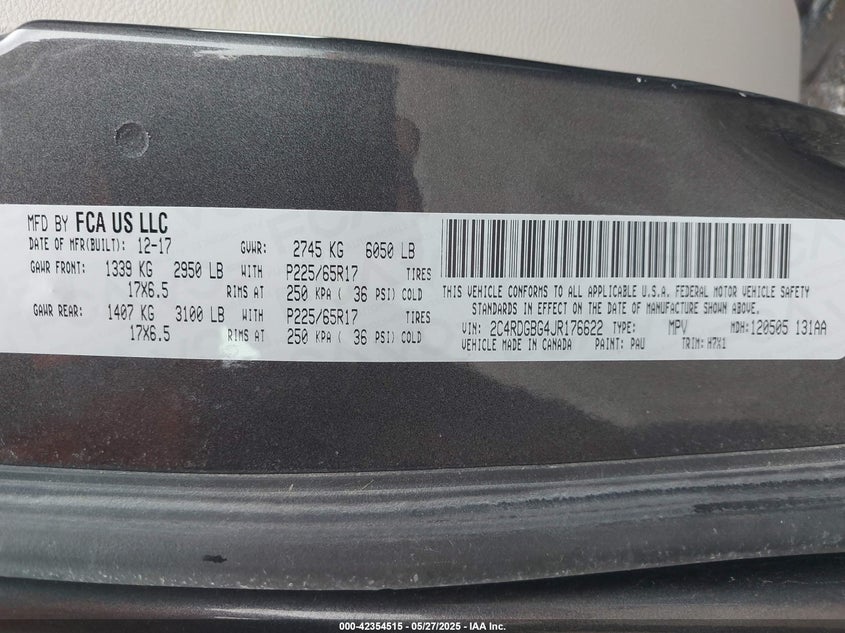 MFD BY FCA US LLC
DATE OF MFR(BUILT): 12-17 GVWR: 2745 KG 6050 LB
GAWR FRONT: 1339 KG 2950 LB WITH P225/65R17 TIRES
17X6.5 RIMS AT 250 KPA ( 36 PSI) COLD
GAWR REAR: 1407 KG 3100 LB WITH P225/65R17 TIRES
17X6.5 RIMS AT 250 KPA ( 36 PSI) COLD
THIS VEHICLE CONFORMS TO ALL APPLICABLE U.S.A. FEDERAL MOTOR VEHICLE SAFETY
STANDARDS IN EFFECT ON THE DATE OF MANUFACTURE SHOWN ABOVE.
VIN: 2C4RDGBG4JR176622 TYPE: MPV MDH: 120505 131AA
VEHICLE MADE IN CANADA PAINT: PAU TRIM: H7X1
000-42354515 - 05/27/2025 - IAA Inc.